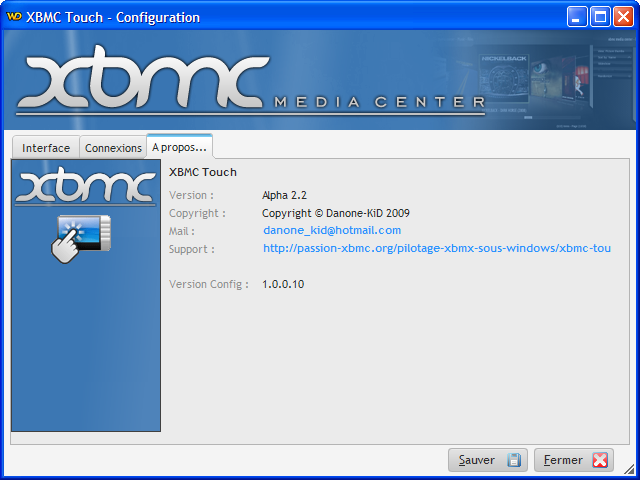 XBMC Touch - Configuration
xbmc MEDIA CENTER
NICKELBACK
Interface Connexions A propos...
xbmc
XBMC Touch
Version : Alpha 2.2
Copyright : Copyright © Danone-KiD 2009
Mail : danone_kid@hotmail.com
Support : http://passion-xbmc.org/pilotage-xbmx-sous-windows/xbmc-tou
Version Config : 1.0.0.10
Sauver Fermer